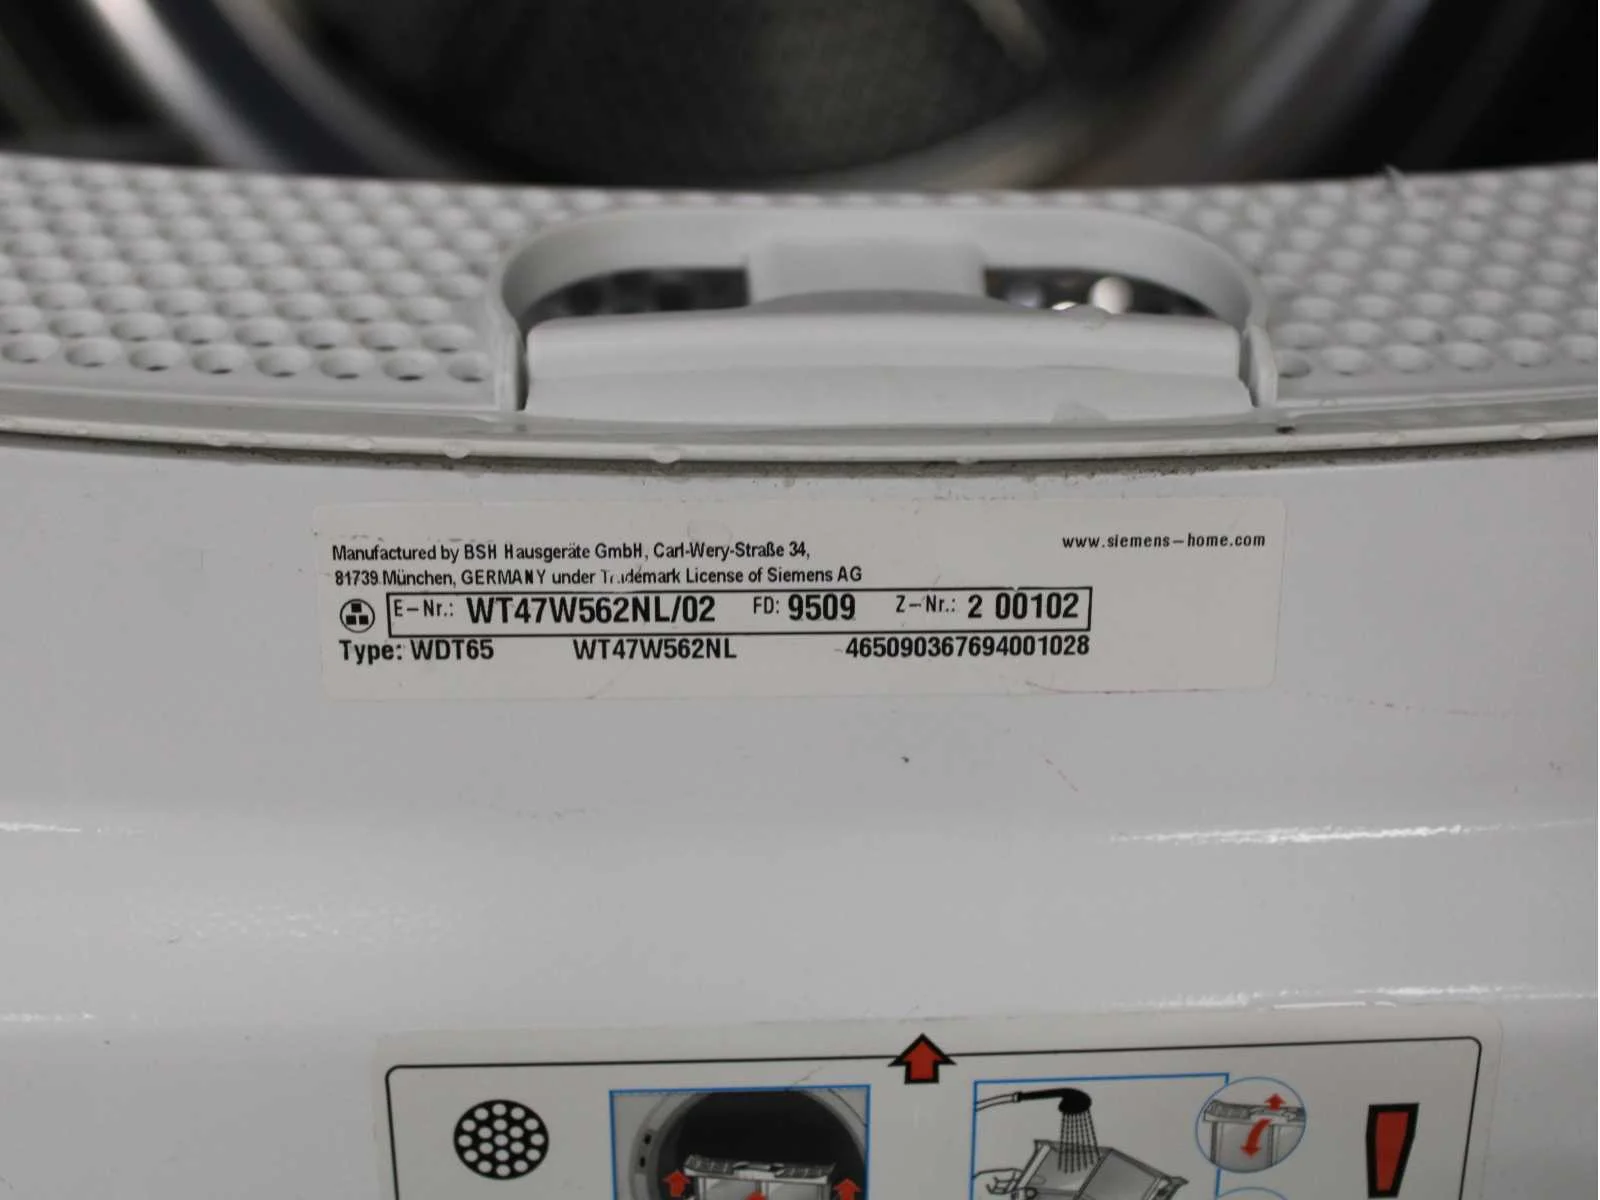 Manufactured by BSH Hausgeräte GmbH, Carl-Wery-Straße 34,
www.siemens-home.com
81739 München, GERMANY under Trademark License of Siemens AG
E-Nr.: WT47W562NL/02 FD: 9509 Z-Nr.: 2 00102
Type: WDT65 WT47W562NL 465090367694001028